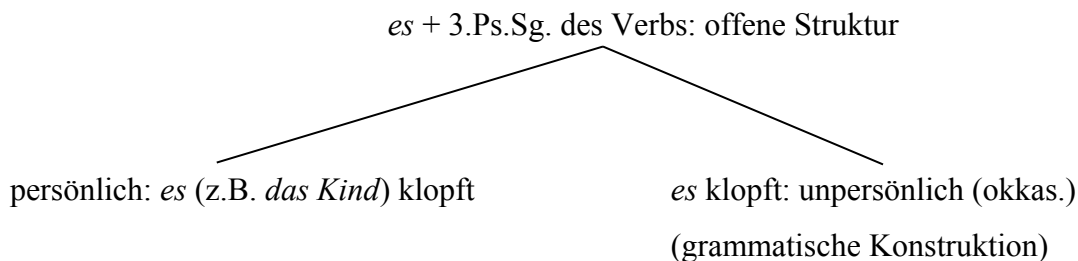 es + 3.Ps.Sg. des Verbs: offene Struktur
persönlich: es (z.B. das Kind) klopft
es klopft: unpersönlich (okkas.)
(grammatische Konstruktion)